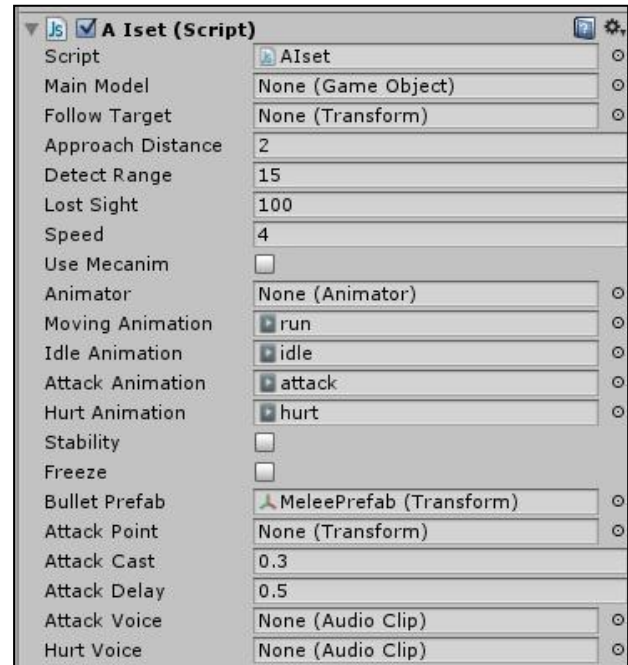 Js A Iset (Script)
Script AIset
Main Model None (Game Object)
Follow Target None (Transform)
Approach Distance 2
Detect Range 15
Lost Sight 100
Speed 4
Use Mecanim
Animator None (Animator)
Moving Animation run
Idle Animation idle
Attack Animation attack
Hurt Animation hurt
Stability
Freeze
Bullet Prefab MeleePrefab (Transform)
Attack Point None (Transform)
Attack Cast 0.3
Attack Delay 0.5
Attack Voice None (Audio Clip)
Hurt Voice None (Audio Clip)